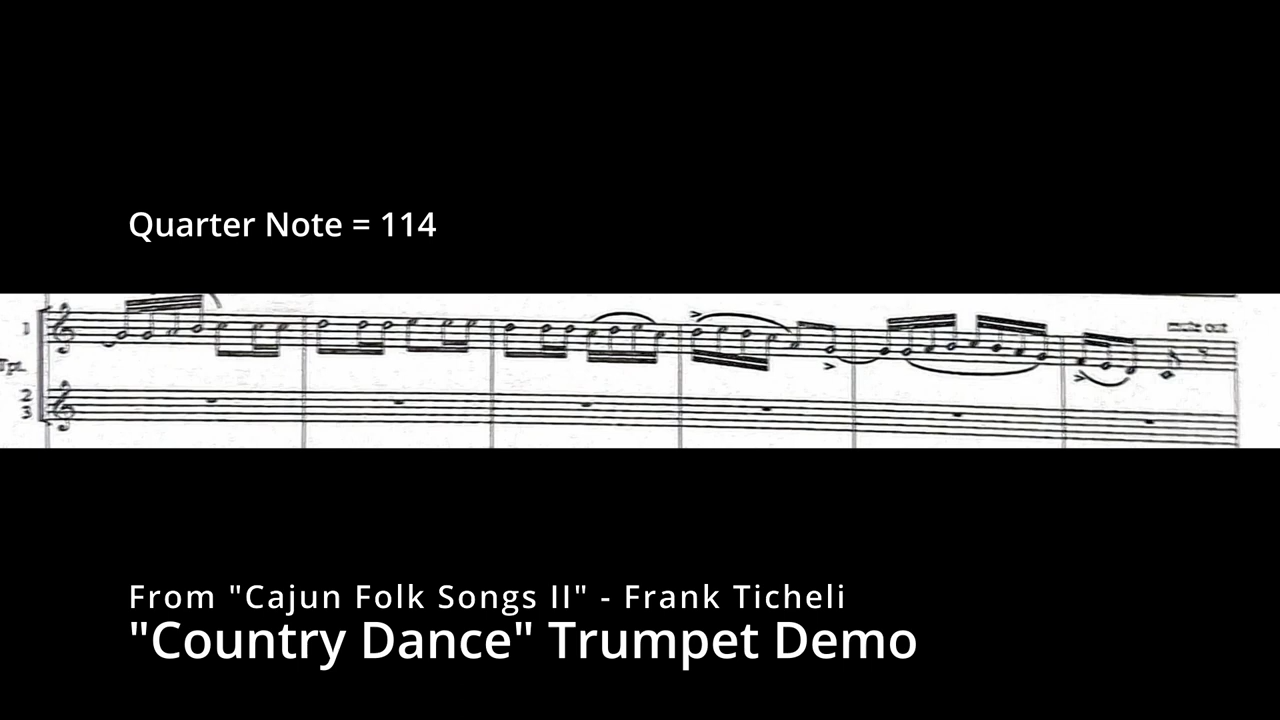 Quarter Note = 114
1
Tpt.
2
3
mute out
From "Cajun Folk Songs II" - Frank Ticheli
"Country Dance" Trumpet Demo